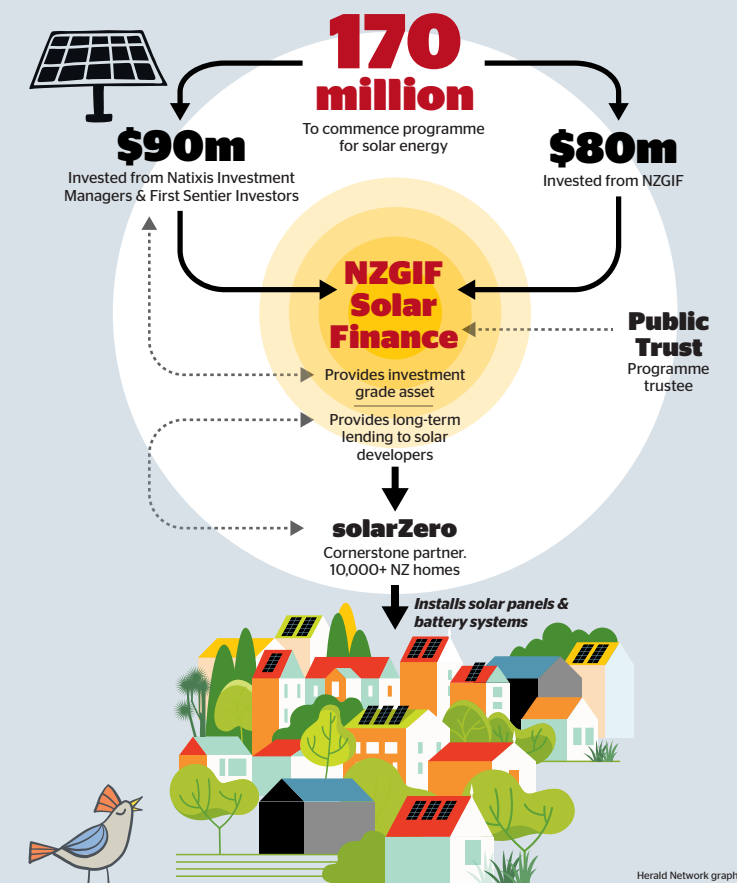 170
million
To commence programme
for solar energy
$90m
Invested from Natixis Investment
Managers & First Sentier Investors
$80m
Invested from NZGIF
NZGIF
Solar
Finance
Public
Trust
Programme
trustee
Provides investment
grade asset
Provides long-term
lending to solar
developers
solarZero
Cornerstone partner.
10,000+ NZ homes
Installs solar panels &
battery systems
Herald Network graph